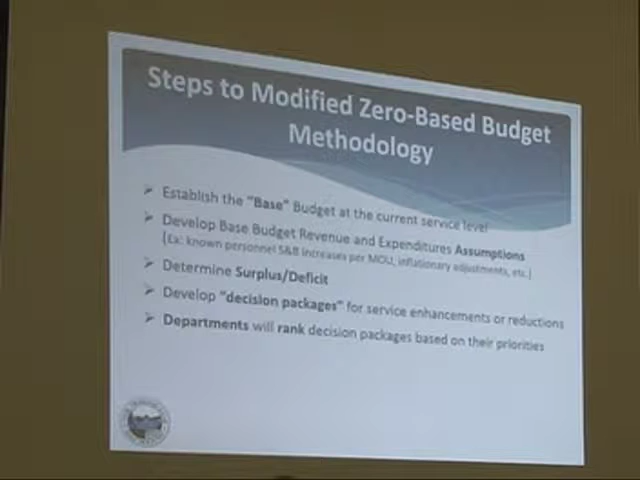 Steps to Modified Zero-Based Budget
Methodology
➢ Establish the "Base" Budget at the current service level
➢ Develop Base Budget Revenue and Expenditures Assumptions
(Ex: known personnel S&B increases per MOU, inflationary adjustments, etc.)
➢ Determine Surplus/Deficit
➢ Develop "decision packages" for service enhancements or reductions
➢ Departments will rank decision packages based on their priorities